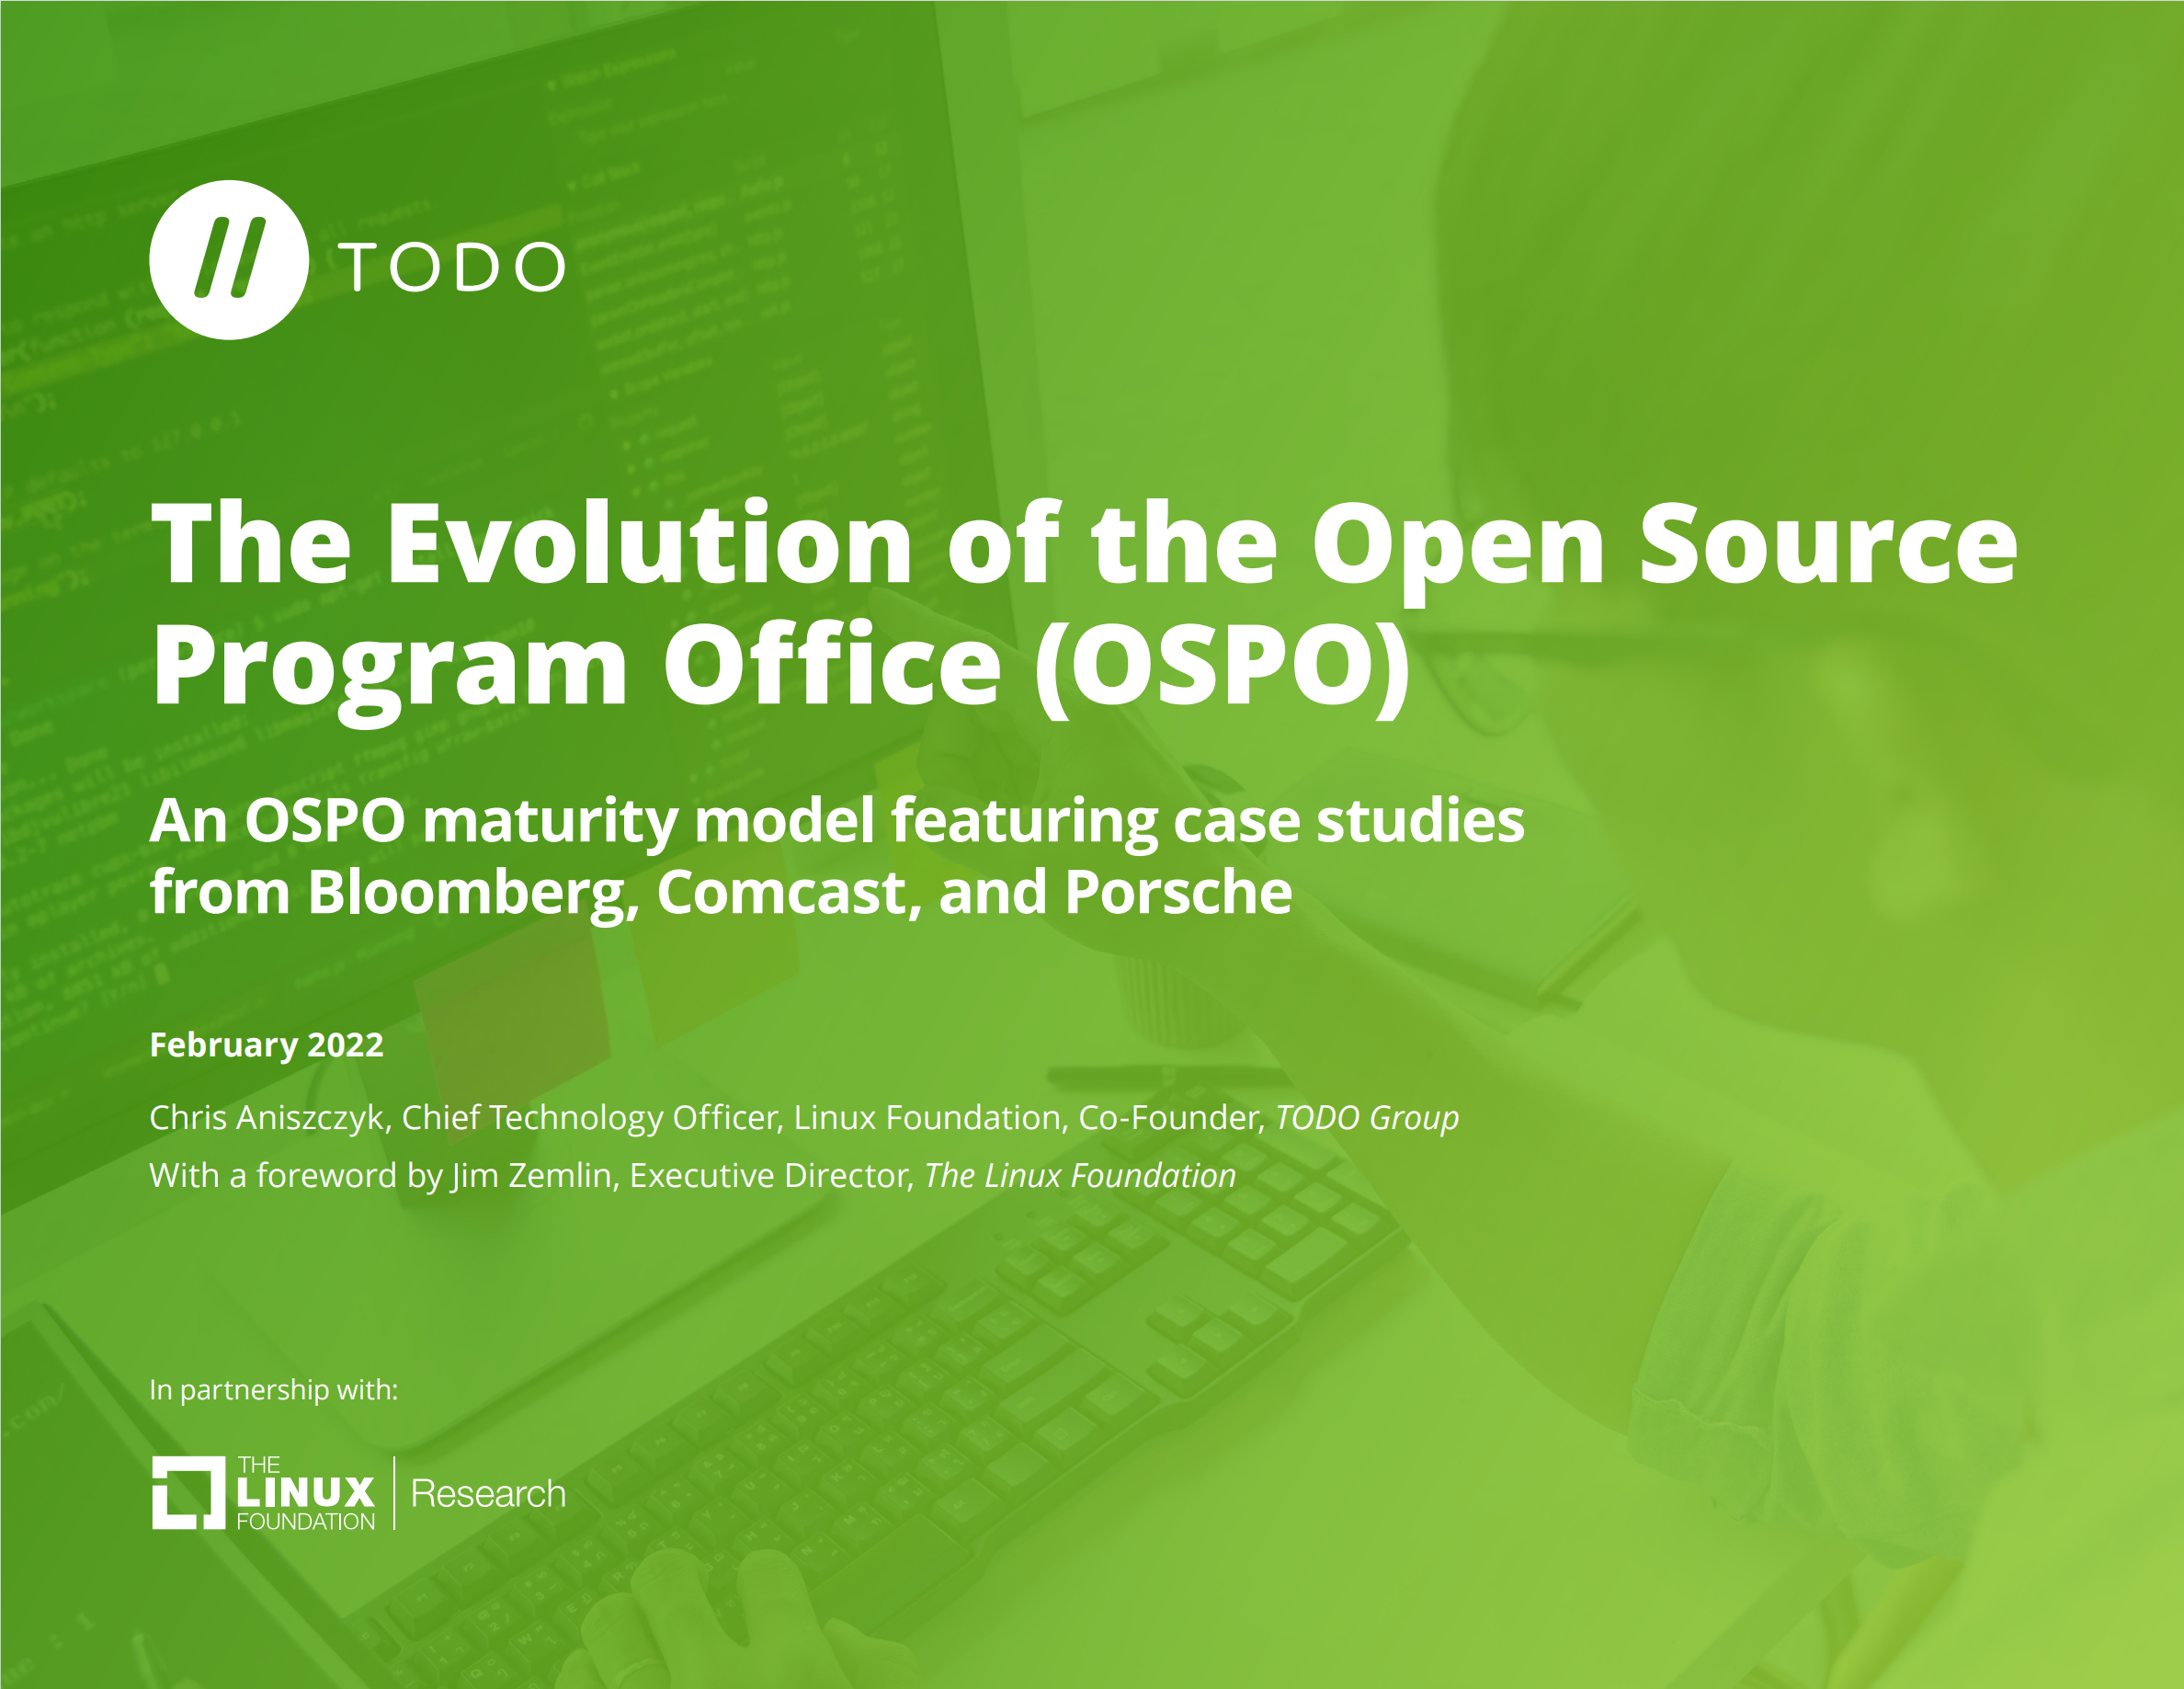 TODO
The Evolution of the Open Source
Program Office (OSPO)
An OSPO maturity model featuring case studies
from Bloomberg, Comcast, and Porsche
February 2022
Chris Aniszczyk, Chief Technology Officer, Linux Foundation, Co-Founder, TODO Group
With a foreword by Jim Zemlin, Executive Director, The Linux Foundation
In partnership with:
THE
LINUX
FOUNDATION
Research